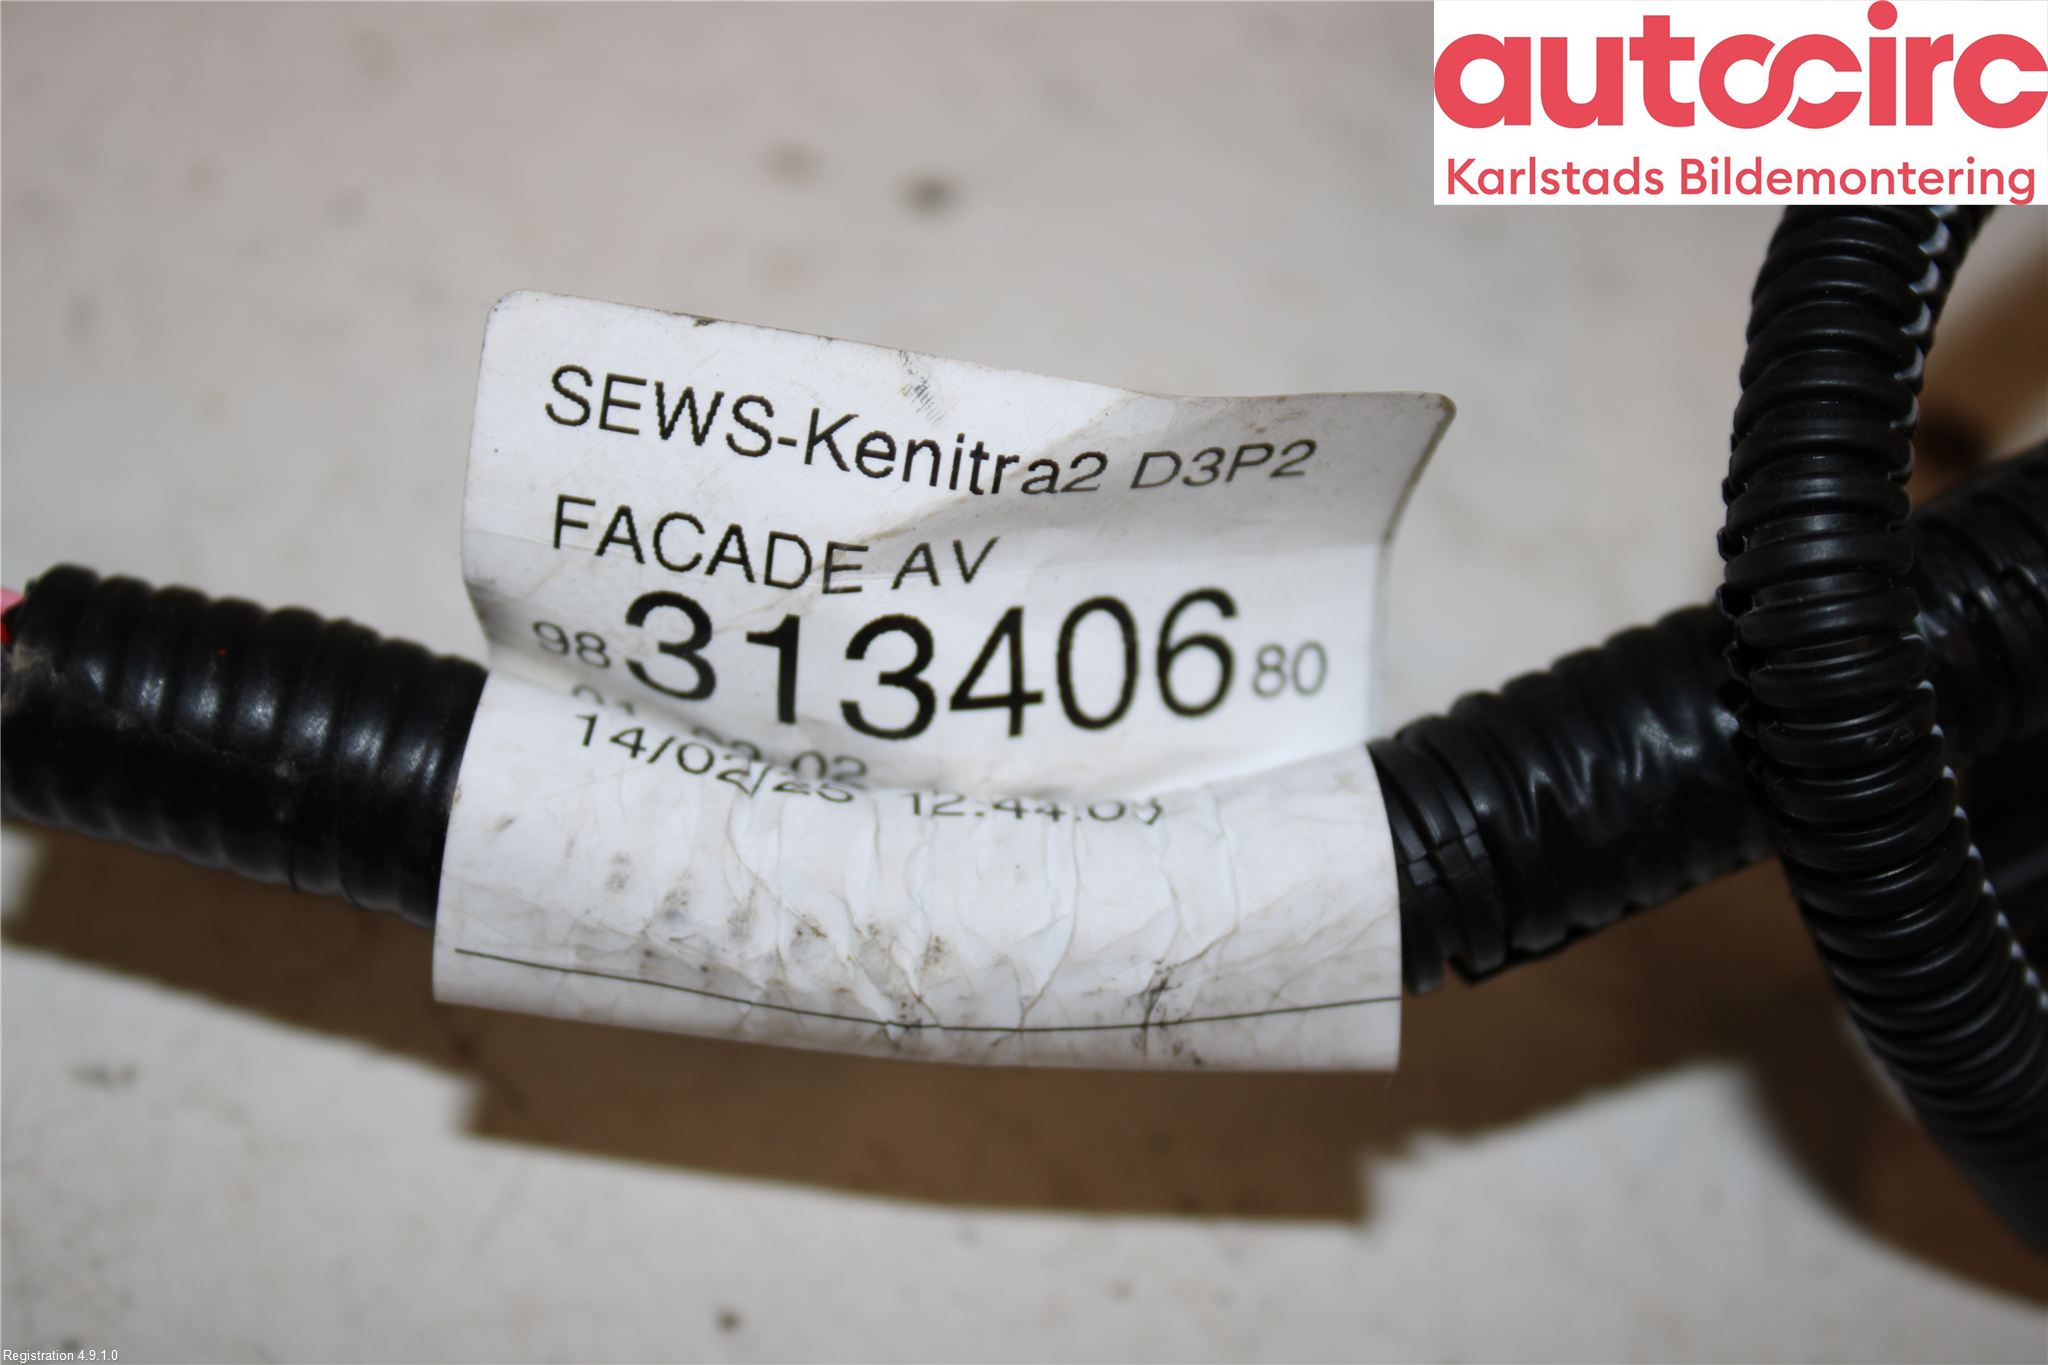 autocirc
Karlstads Bildemontering
SEWS-Kenitra2 D3P2
FACADE AV
98 313406 80
14/02/25
Registration 4.9.1.0